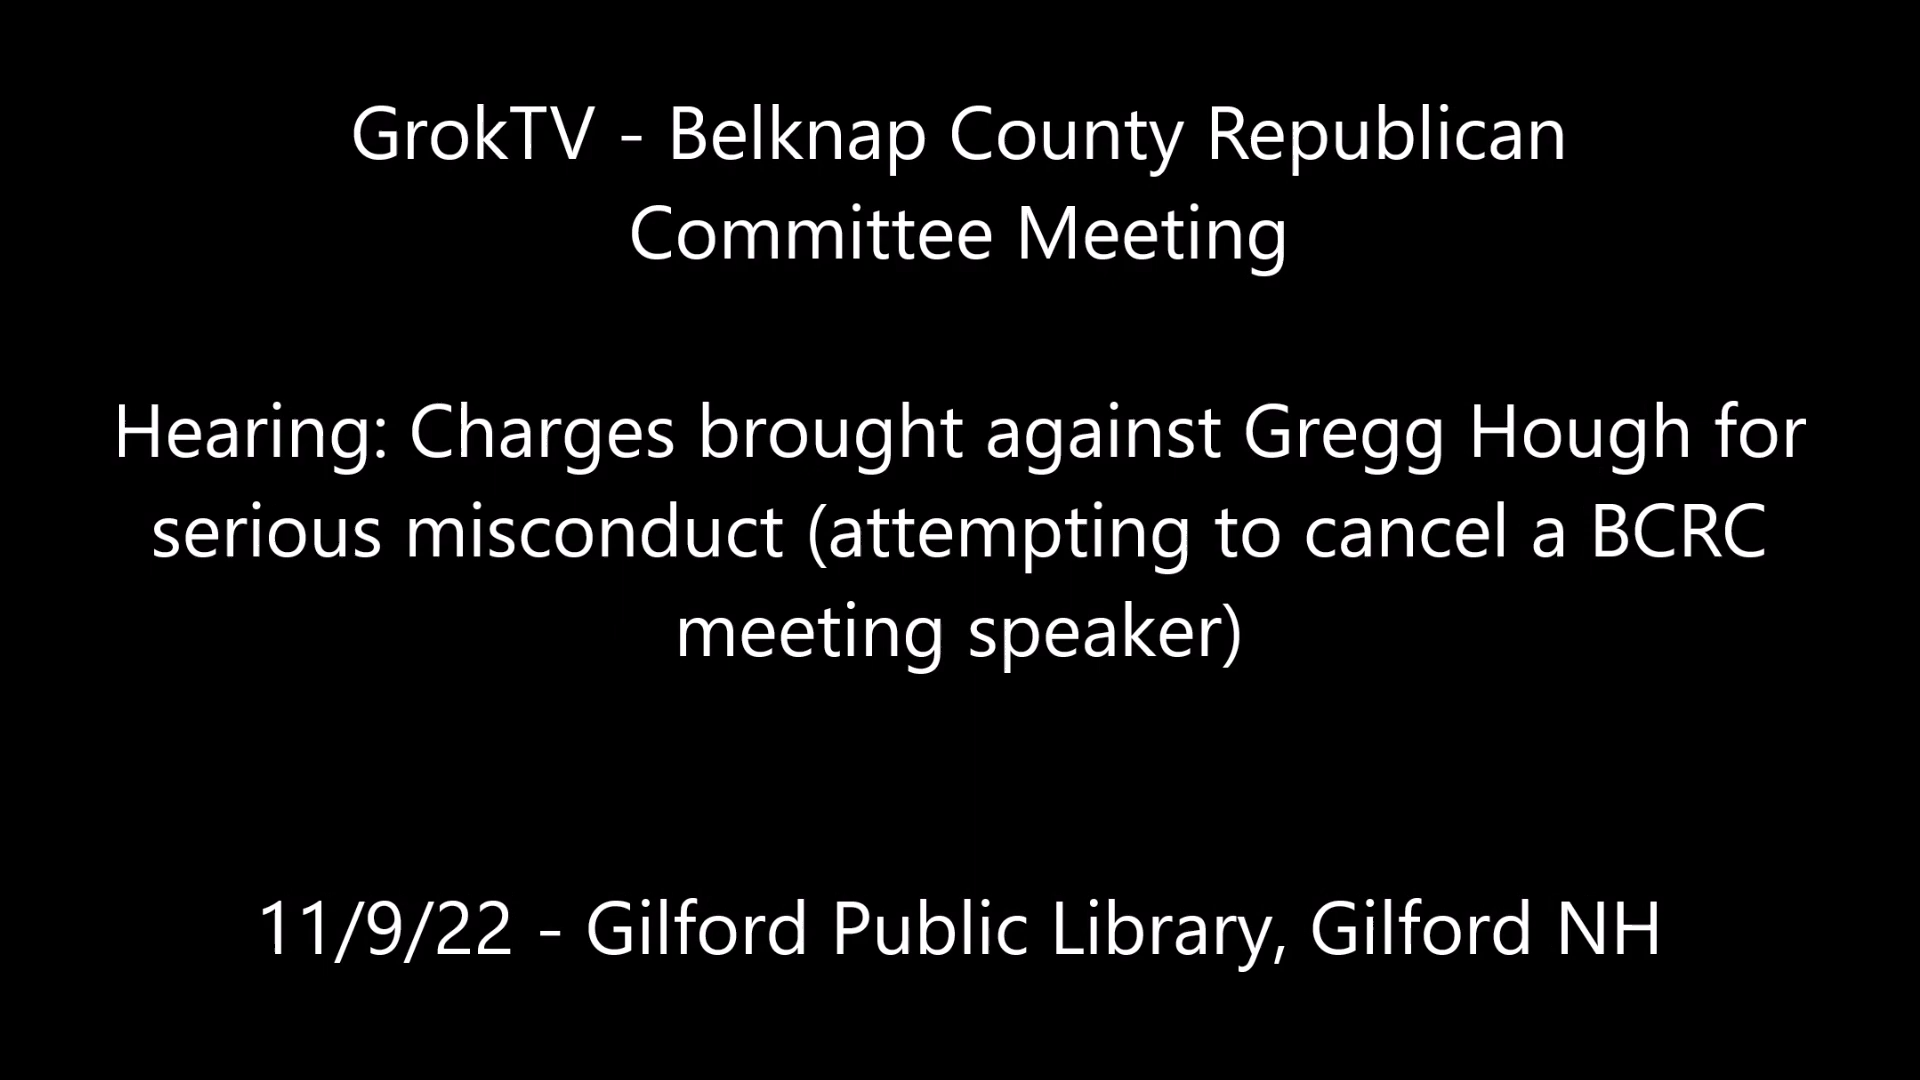 GrokTV - Belknap County Republican
Committee Meeting
Hearing: Charges brought against Gregg Hough for
serious misconduct (attempting to cancel a BCRC
meeting speaker)
11/9/22 - Gilford Public Library, Gilford NH